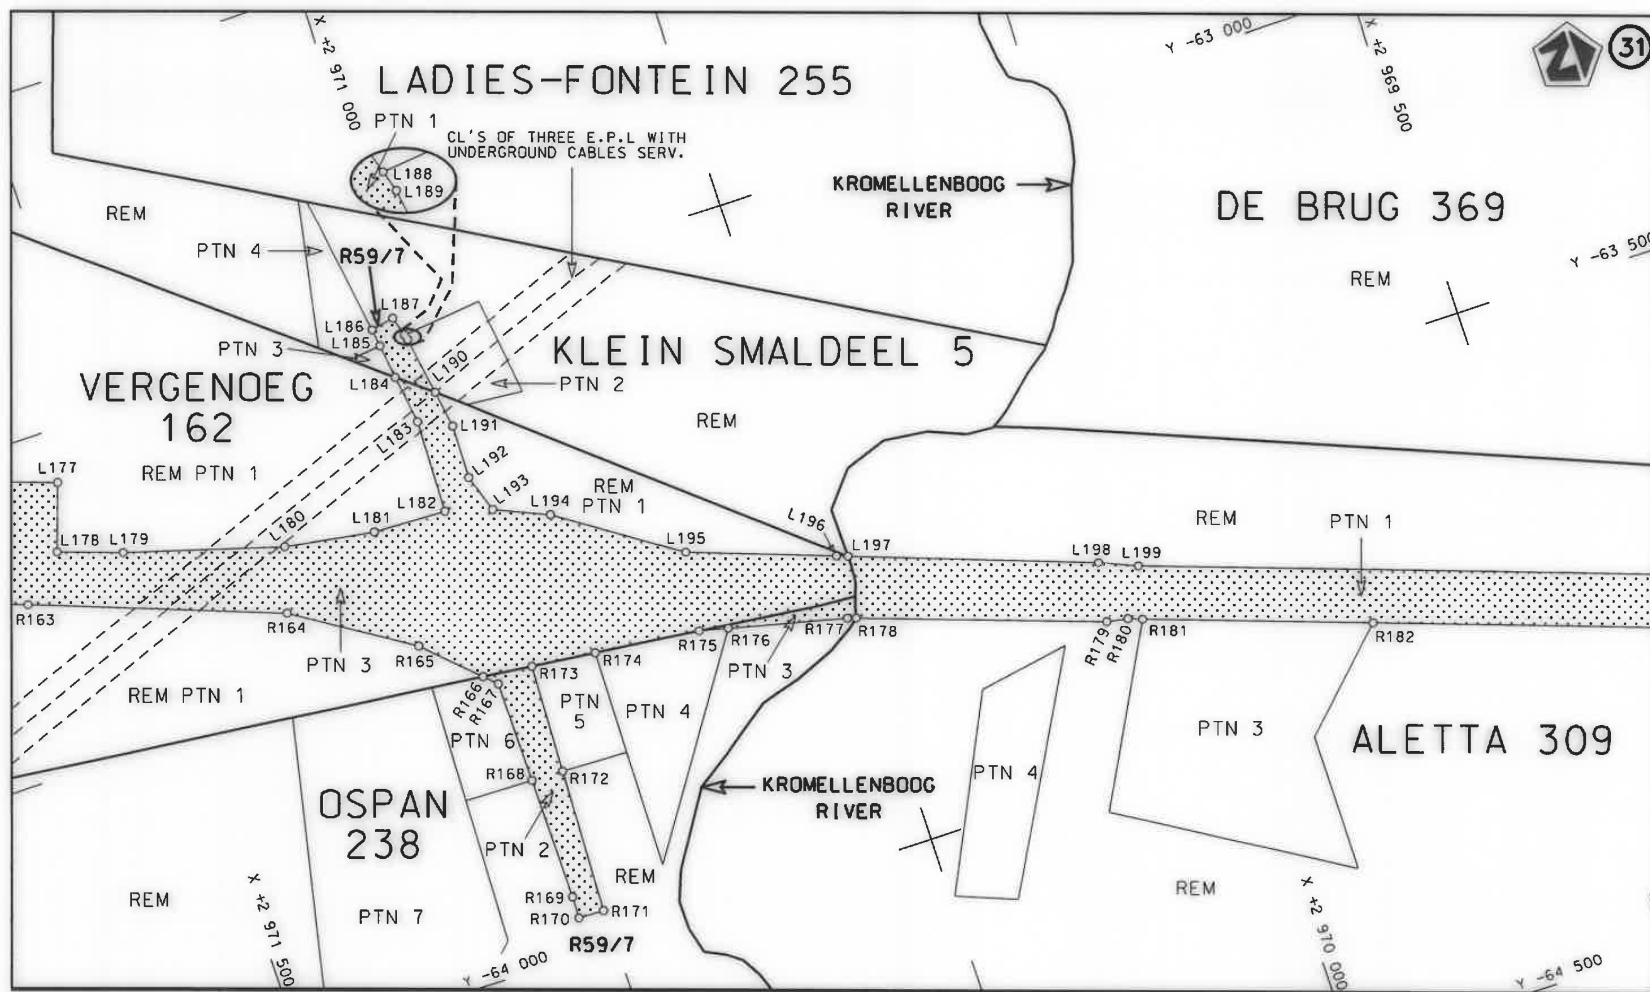 X +2 971 000
Y -63 000
X +2 969 500
31
LADIES-FONTEIN 255
PTN 1
CL'S OF THREE E.P.L WITH
UNDERGROUND CABLES SERV.
L188
L189
KROMELLENBOOG
RIVER
DE BRUG 369
REM
Y -63 500
REM
PTN 4
R59/7
L187
L186
L185
PTN 3
L184
L190
KLEIN SMALDEEL 5
PTN 2
REM
VERGENOEG
162
L183
L191
REM PTN 1
L177
L192
L193
L194
REM
PTN 1
L182
L181
L180
L178
L179
L195
L196
L197
REM
PTN 1
L198
L199
R163
R164
R165
PTN 3
REM PTN 1
R166
R167
R173
R174
R175
R176
R177
R178
R179
R180
R181
R182
PTN 3
PTN
5
PTN 4
PTN 6
PTN 3
ALETTA 309
R168
R172
PTN 4
KROMELLENBOOG
RIVER
OSPAN
238
PTN 2
REM
REM
REM
PTN 7
R169
R170
R171
R59/7
X +2 971 500
Y -64 000
X +2 970 000
Y -64 500